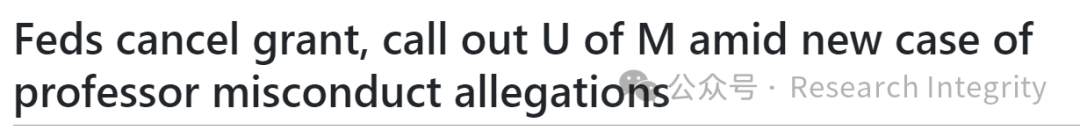 Feds cancel grant, call out U of M amid new case of
professor misconduct allegations
公众号 · Research Integrity